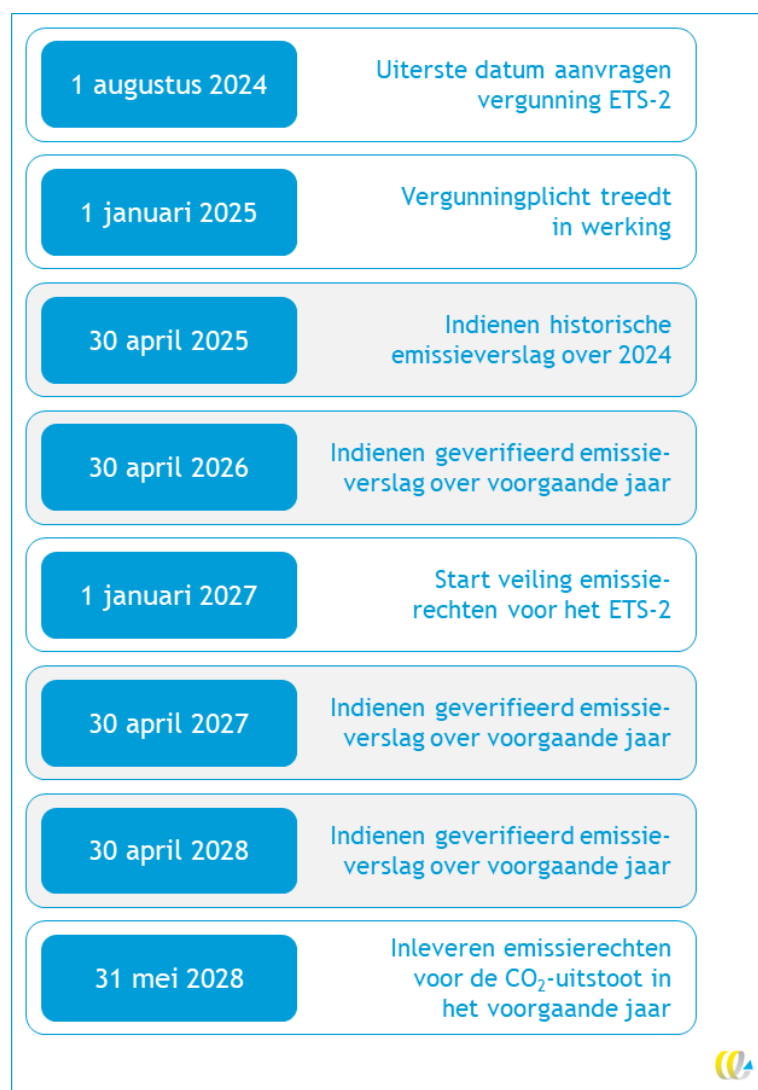 1 augustus 2024
Uiterste datum aanvragen
vergunning ETS-2
1 januari 2025
Vergunningplicht treedt
in werking
30 april 2025
Indienen historische
emissieverslag over 2024
30 april 2026
Indienen geverifieerd emissie-
verslag over voorgaande jaar
1 januari 2027
Start veiling emissie-
rechten voor het ETS-2
30 april 2027
Indienen geverifieerd emissie-
verslag over voorgaande jaar
30 april 2028
Indienen geverifieerd emissie-
verslag over voorgaande jaar
31 mei 2028
Inleveren emissierechten
voor de CO₂-uitstoot in
het voorgaande jaar